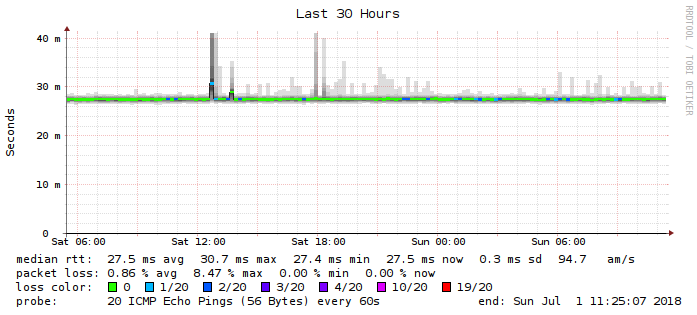 Last 30 Hours
RRDTOOL / TOBI OETIKER
Seconds
40 m
30 m
20 m
10 m
0
Sat 06:00 Sat 12:00 Sat 18:00 Sun 00:00 Sun 06:00
median rtt: 27.5 ms avg 30.7 ms max 27.4 ms min 27.5 ms now 0.3 ms sd 94.7 am/s
packet loss: 0.86 % avg 8.47 % max 0.00 % min 0.00 % now
loss color: 0 1/20 2/20 3/20 4/20 10/20 19/20
probe: 20 ICMP Echo Pings (56 Bytes) every 60s end: Sun Jul 1 11:25:07 2018